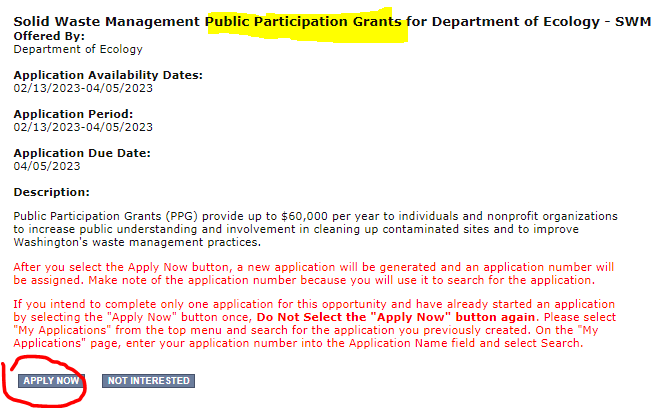 Solid Waste Management Public Participation Grants for Department of Ecology - SWM
Offered By:
Department of Ecology
Application Availability Dates:
02/13/2023-04/05/2023
Application Period:
02/13/2023-04/05/2023
Application Due Date:
04/05/2023
Description:
Public Participation Grants (PPG) provide up to $60,000 per year to individuals and nonprofit organizations
to increase public understanding and involvement in cleaning up contaminated sites and to improve
Washington's waste management practices.
After you select the Apply Now button, a new application will be generated and an application number will
be assigned. Make note of the application number because you will use it to search for the application.
If you intend to complete only one application for this opportunity and have already started an application
by selecting the "Apply Now" button once, Do Not Select the "Apply Now" button again. Please select
"My Applications" from the top menu and search for the application you previously created. On the "My
Applications" page, enter your application number into the Application Name field and select Search.
APPLY NOW NOT INTERESTED